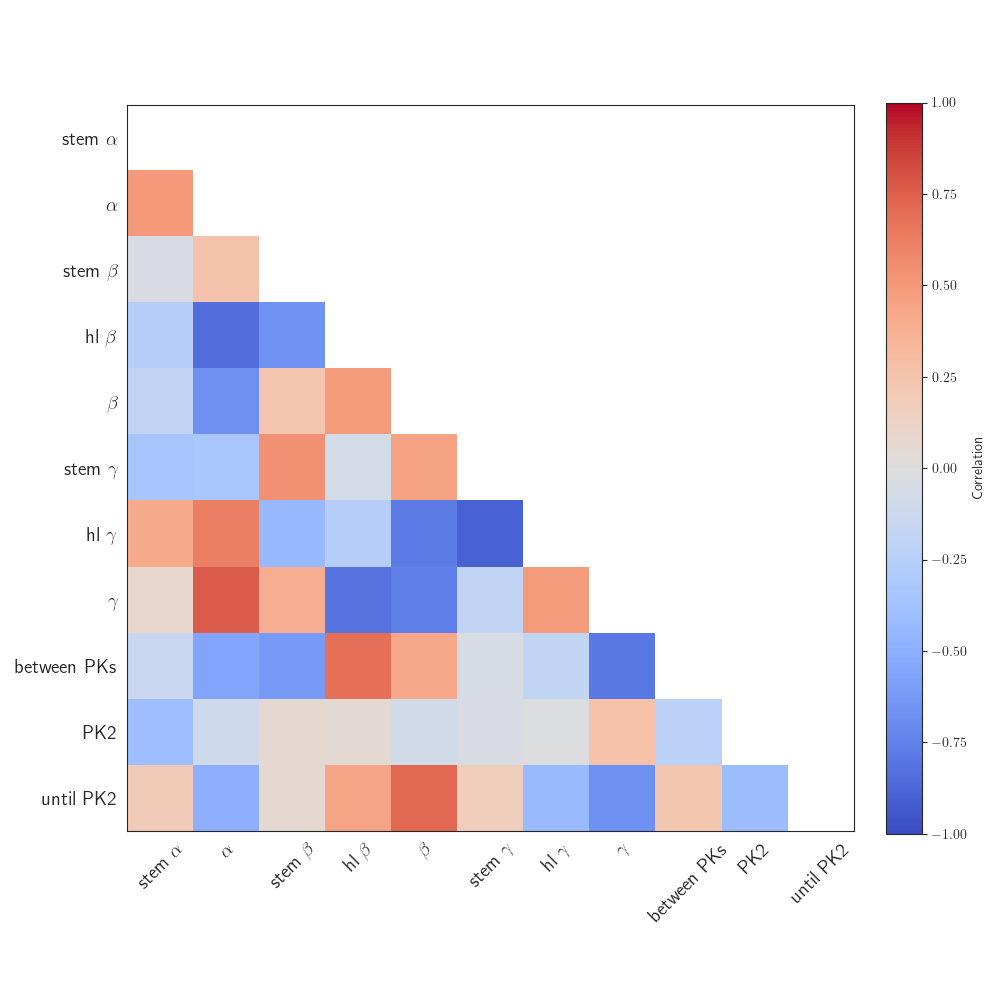 stem α
α
stem β
hl β
β
stem γ
hl γ
γ
between PKs
PK2
until PK2
stem α
α
stem β
hl β
β
stem γ
hl γ
γ
between PKs
PK2
until PK2
1.00
0.75
0.50
0.25
0.00
−0.25
−0.50
−0.75
−1.00
Correlation